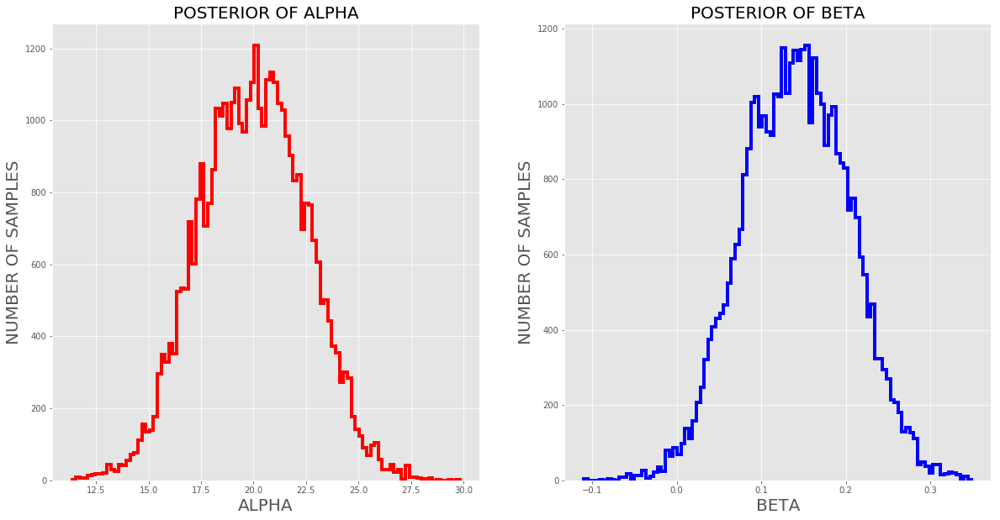 POSTERIOR OF ALPHA
1200
1000
800
600
400
200
0
NUMBER OF SAMPLES
12.5 15.0 17.5 20.0 22.5 25.0 27.5 30.0
ALPHA
POSTERIOR OF BETA
1200
1000
800
600
400
200
0
NUMBER OF SAMPLES
−0.1 0.0 0.1 0.2 0.3
BETA